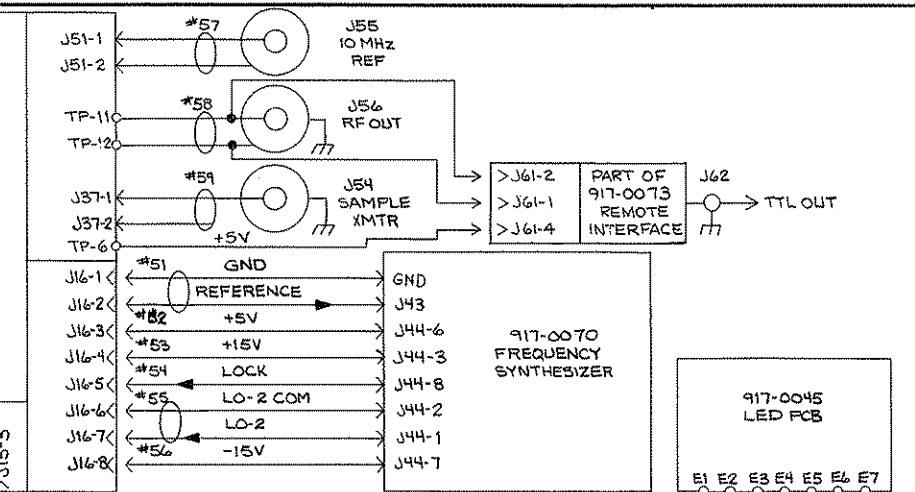 J51-1
J51-2
#57
J55
10 MHz
REF
TP-11
TP-12
#58
J56
RF OUT
J37-1
J37-2
#59
J54
SAMPLE
XMTR
TP-6
+5V
>J61-2
>J61-1
>J61-4
PART OF
917-0073
REMOTE
INTERFACE
J62
TTL OUT
J16-1
#51
GND
GND
J16-2
REFERENCE
J43
J16-3
#52
+5V
J44-6
J16-4
#53
+15V
J44-3
J16-5
#54
LOCK
J44-8
J16-6
#55
LO-2 COM
J44-2
J16-7
LO-2
J44-1
J16-8
#56
-15V
J44-7
917-0070
FREQUENCY
SYNTHESIZER
917-0045
LED PCB
E1 E2 E3 E4 E5 E6 E7
>J15-3